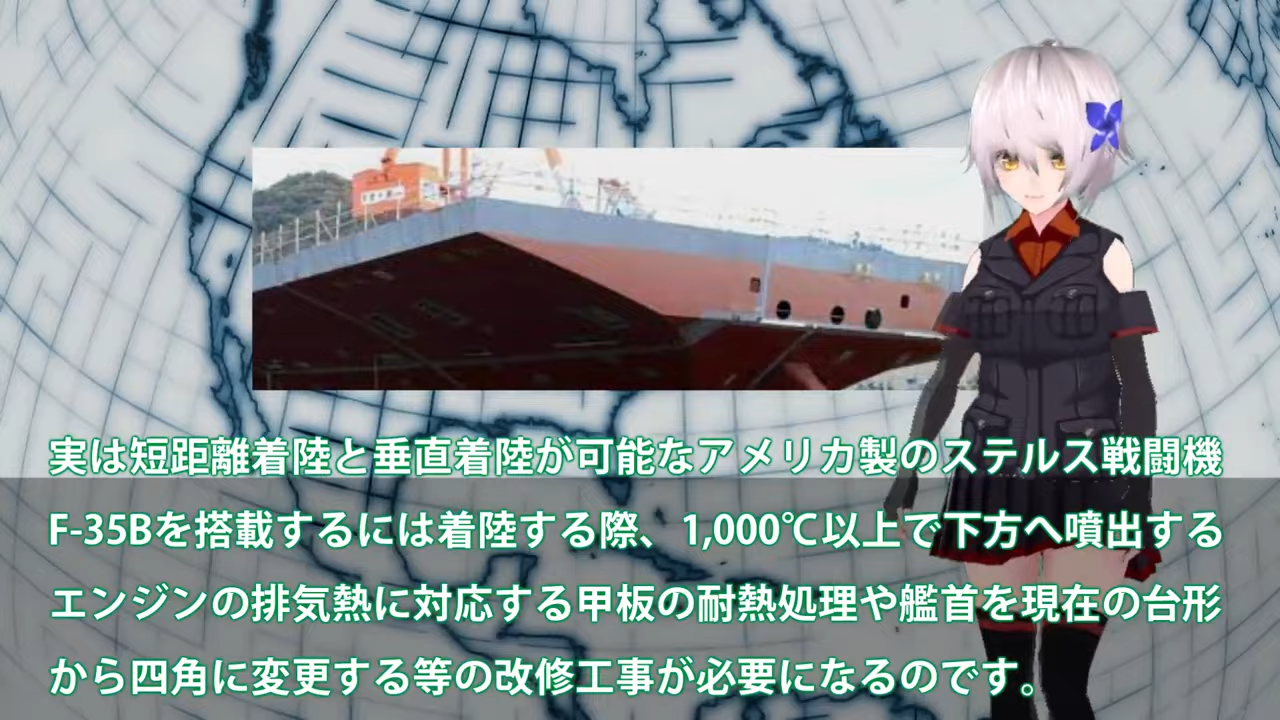 実は短距離着陸と垂直着陸が可能なアメリカ製のステルス戦闘機
F-35Bを搭載するには着陸する際、1,000℃以上で下方へ噴出する
エンジンの排気熱に対応する甲板の耐熱処理や艦首を現在の台形
から四角に変更する等の改修工事が必要になるのです。